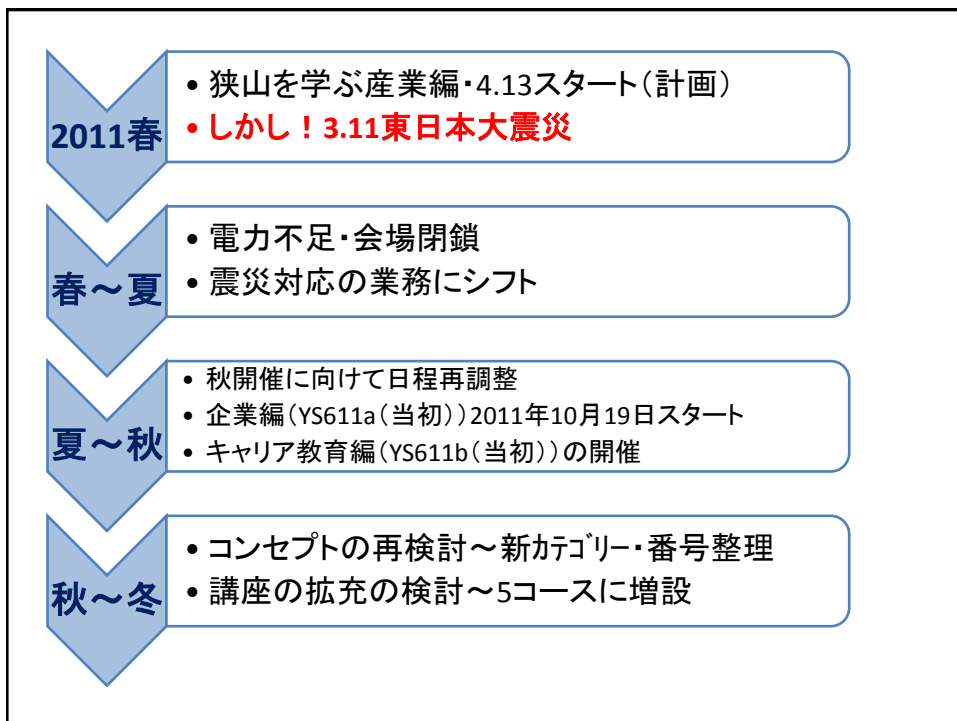 2011春
• 狭山を学ぶ産業編・4.13スタート（計画）
• しかし！3.11東日本大震災
春～夏
• 電力不足・会場閉鎖
• 震災対応の業務にシフト
夏～秋
• 秋開催に向けて日程再調整
• 企業編（YS611a（当初））2011年10月19日スタート
• キャリア教育編（YS611b（当初））の開催
秋～冬
• コンセプトの再検討～新ｶﾃｺﾞﾘｰ・番号整理
• 講座の拡充の検討～5コースに増設